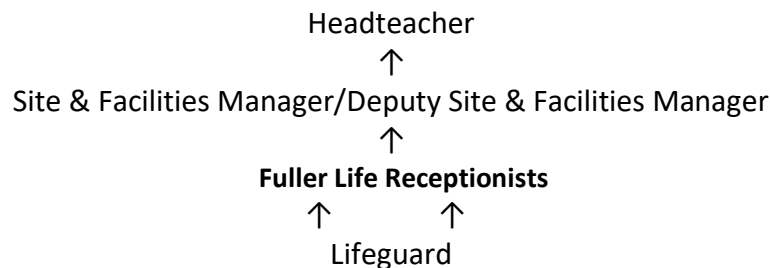 Headteacher
↑
Site & Facilities Manager/Deputy Site & Facilities Manager
↑
Fuller Life Receptionists
↑ ↑
Lifeguard